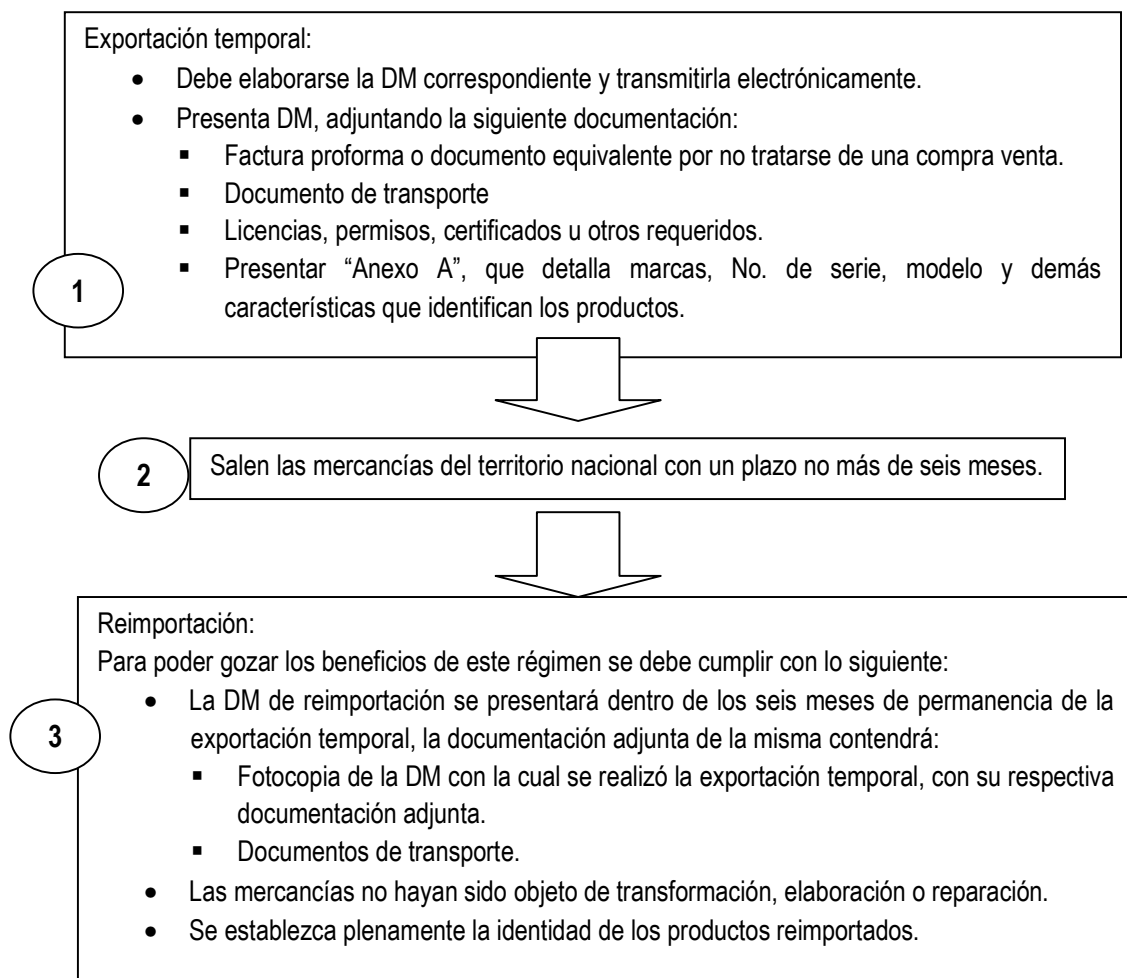 Exportación temporal:
• Debe elaborarse la DM correspondiente y transmitirla electrónicamente.
• Presenta DM, adjuntando la siguiente documentación:
▪ Factura proforma o documento equivalente por no tratarse de una compra venta.
▪ Documento de transporte
▪ Licencias, permisos, certificados u otros requeridos.
▪ Presentar “Anexo A”, que detalla marcas, No. de serie, modelo y demás
características que identifican los productos.
1
2
Salen las mercancías del territorio nacional con un plazo no más de seis meses.
Reimportación:
Para poder gozar los beneficios de este régimen se debe cumplir con lo siguiente:
• La DM de reimportación se presentará dentro de los seis meses de permanencia de la
exportación temporal, la documentación adjunta de la misma contendrá:
3
▪ Fotocopia de la DM con la cual se realizó la exportación temporal, con su respectiva
documentación adjunta.
▪ Documentos de transporte.
• Las mercancías no hayan sido objeto de transformación, elaboración o reparación.
• Se establezca plenamente la identidad de los productos reimportados.